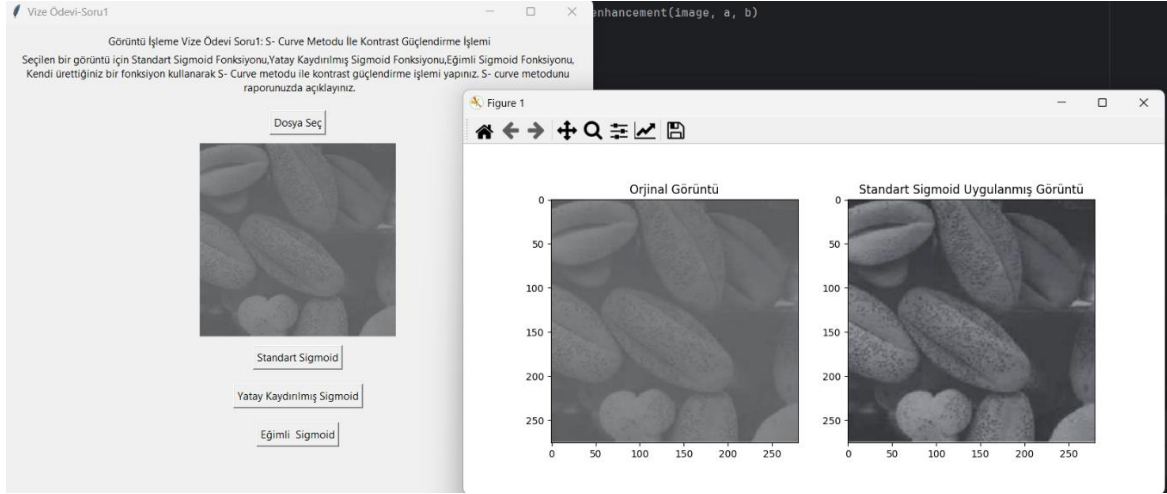 Vize Ödevi-Soru1
enhancement(image, a, b)
Görüntü İşleme Vize Ödevi Soru1: S- Curve Metodu İle Kontrast Güçlendirme İşlemi
Seçilen bir görüntü için Standart Sigmoid Fonksiyonu,Yatay Kaydırılmış Sigmoid Fonksiyonu,Eğimli Sigmoid Fonksiyonu,
Kendi ürettiğiniz bir fonksiyon kullanarak S- Curve metodu ile kontrast güçlendirme işlemi yapınız. S- curve metodunu
raporunuzda açıklayınız.
Dosya Seç
Standart Sigmoid
Yatay Kaydırılmış Sigmoid
Eğimli Sigmoid
Figure 1
Orjinal Görüntü
0
50
100
150
200
250
0 50 100 150 200 250
Standart Sigmoid Uygulanmış Görüntü
0
50
100
150
200
250
0 50 100 150 200 250